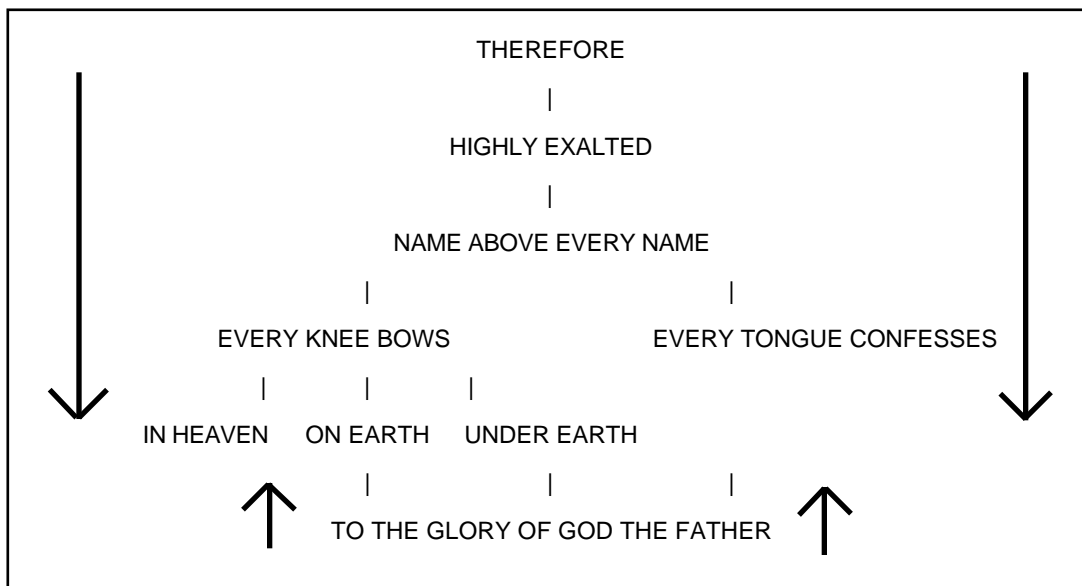 THEREFORE
|
HIGHLY EXALTED
|
NAME ABOVE EVERY NAME
| |
EVERY KNEE BOWS EVERY TONGUE CONFESSES
| | |
IN HEAVEN ON EARTH UNDER EARTH
| | |
TO THE GLORY OF GOD THE FATHER